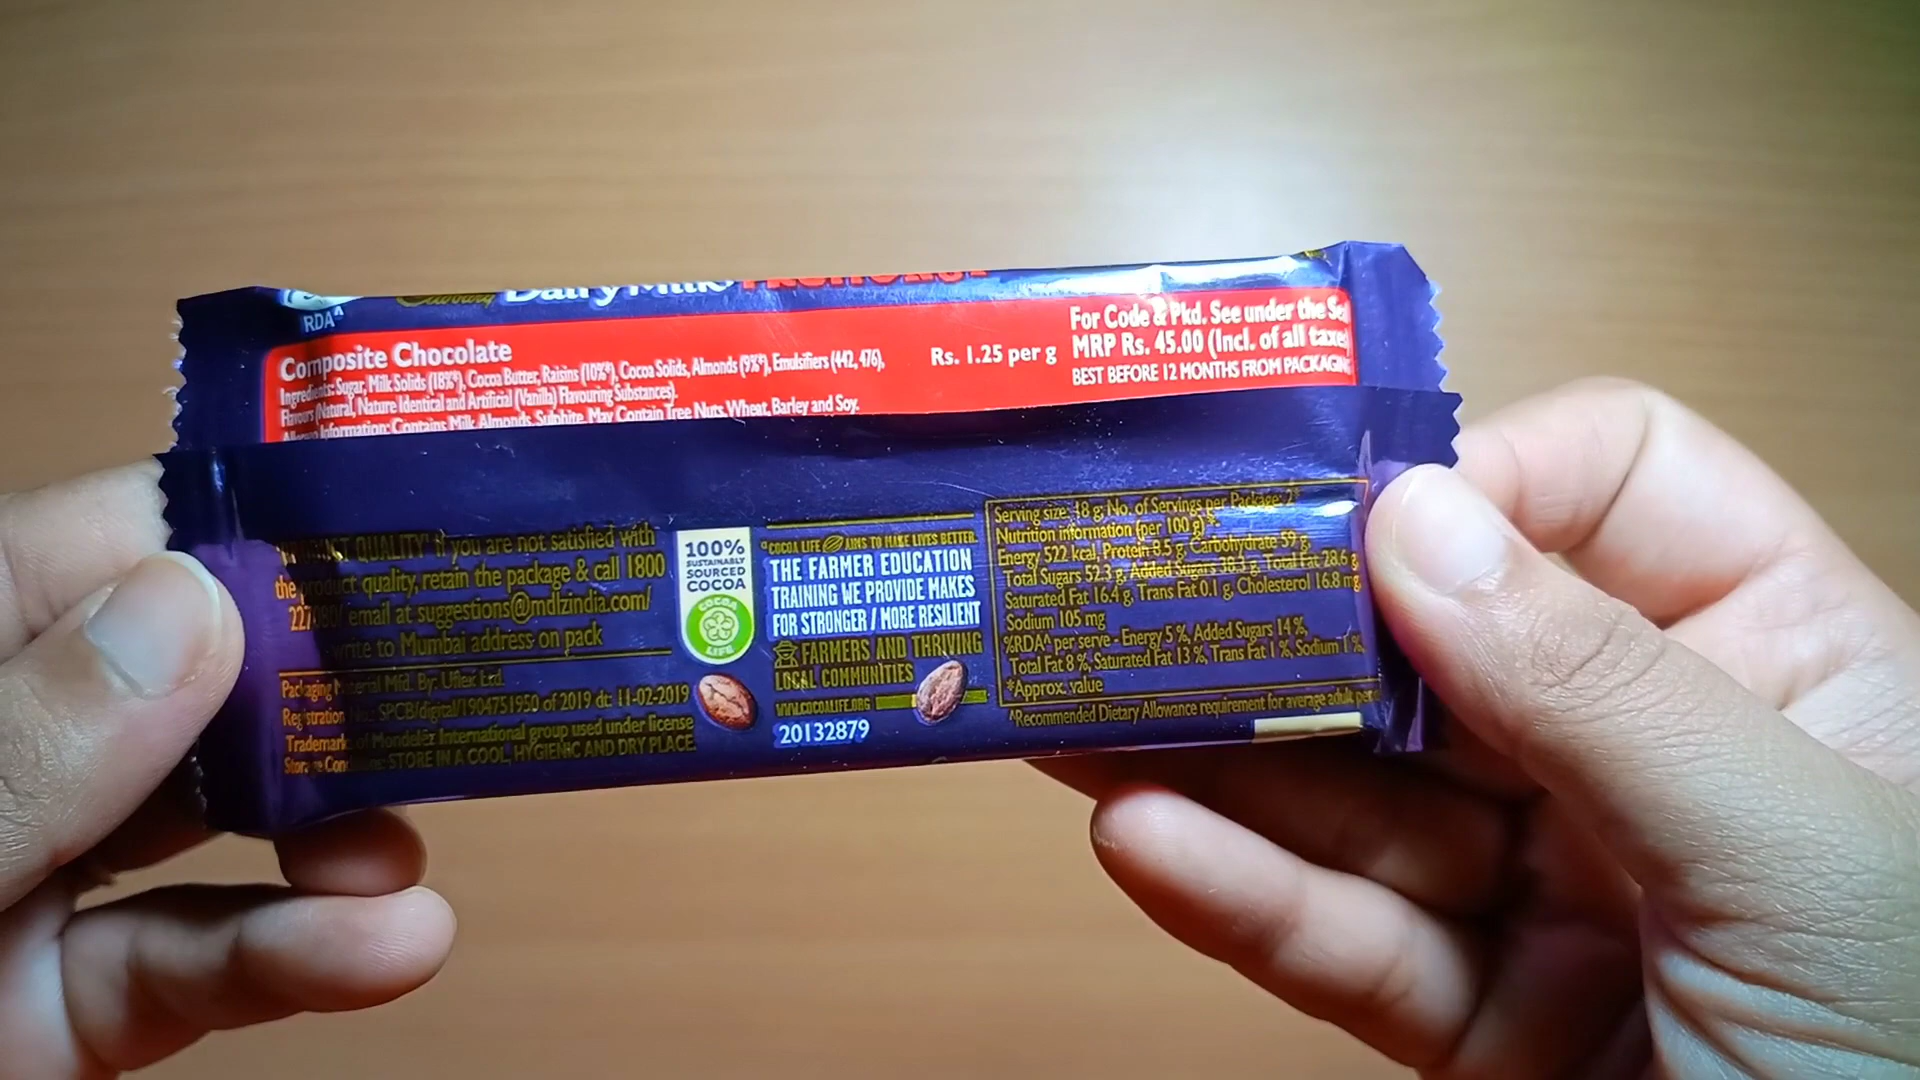 RDA^
Cadbury Dairy Milk FRUIT & NUT
Composite Chocolate
Ingredients: Sugar, Milk Solids (18%*), Cocoa Butter, Raisins (10%*), Cocoa Solids, Almonds (9%*), Emulsifiers (442, 476),
Flavours (Natural, Nature Identical and Artificial (Vanilla) Flavouring Substances).
Allergen Information: Contains Milk, Almonds, Sulphite. May Contain Tree Nuts, Wheat, Barley and Soy.
Rs. 1.25 per g
For Code & Pkd. See under the
MRP Rs. 45.00 (Incl. of all taxes
BEST BEFORE 12 MONTHS FROM PACKAGING
QUALITY' If you are not satisfied with
the product quality, retain the package & call 1800
email at suggestions@mdlzindia.com/
write to Mumbai address on pack
Packaging Material Mfd. By: Uflex Ltd.
Registration No.: SPCB/digital/1904751950 of 2019 dt: 11-02-2019
Trademarks of Mondelēz International group used under license
Storage Conditions: STORE IN A COOL, HYGIENIC AND DRY PLACE.
100%
SUSTAINABLY
SOURCED
COCOA
COCOA
LIFE
COCOA LIFE AIMS TO MAKE LIVES BETTER.
THE FARMER EDUCATION
TRAINING WE PROVIDE MAKES
FOR STRONGER / MORE RESILIENT
FARMERS AND THRIVING
LOCAL COMMUNITIES
WWW.COCOALIFE.ORG
20132879
Serving size: 18 g; No. of Servings per Package: 2*
Nutrition information (per 100 g)*:
Energy 522 kcal, Protein 8.5 g, Carbohydrate 59 g,
Total Sugars 52.3 g, Added Sugars 38.3 g, Total Fat 28.6 g,
Saturated Fat 16.4 g, Trans Fat 0.1 g, Cholesterol 16.8 mg,
Sodium 105 mg
%RDA^ per serve - Energy 5 %, Added Sugars 14 %,
Total Fat 8 %, Saturated Fat 13 %, Trans Fat 1 %, Sodium 1 %,
*Approx. value
^Recommended Dietary Allowance requirement for average adult per